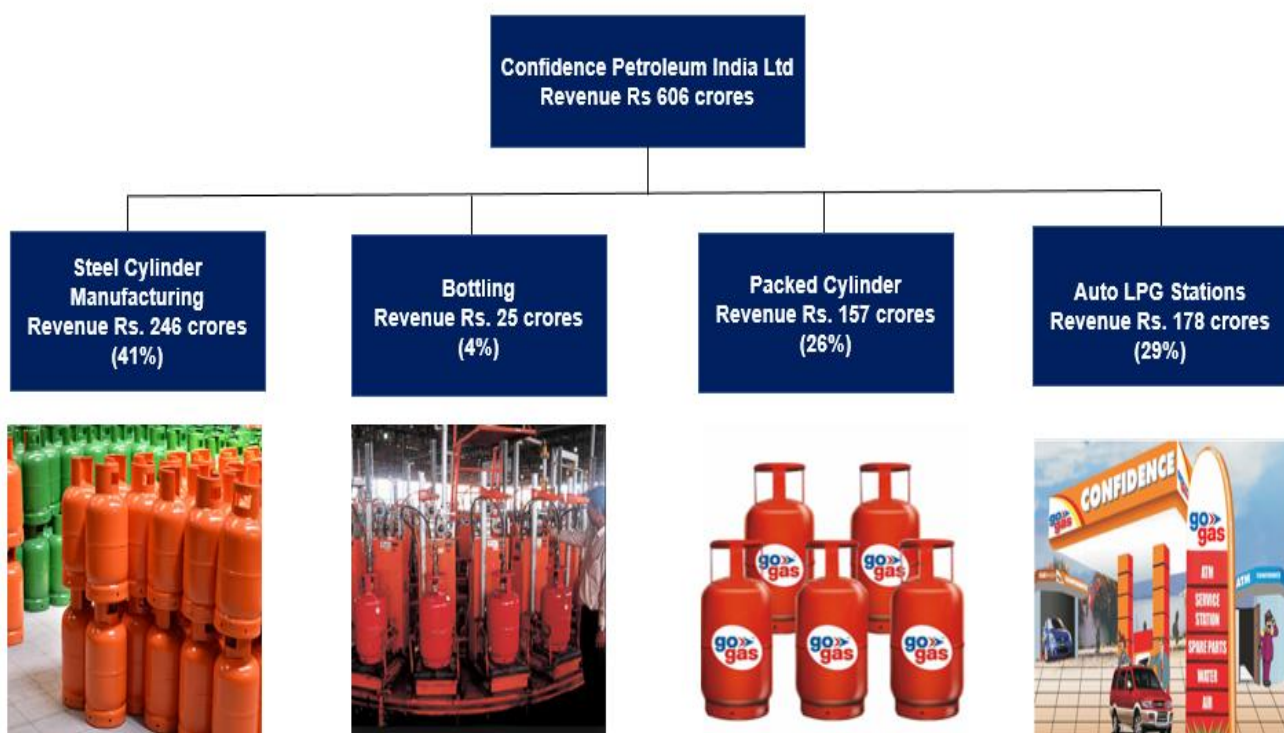 Confidence Petroleum India Ltd
Revenue Rs 606 crores
Steel Cylinder
Manufacturing
Revenue Rs. 246 crores
(41%)
Bottling
Revenue Rs. 25 crores
(4%)
Packed Cylinder
Revenue Rs. 157 crores
(26%)
Auto LPG Stations
Revenue Rs. 178 crores
(29%)
go
gas
go
gas
go
gas
go
gas
go
gas
CONFIDENCE
go
gas
go
gas
ATM
SERVICE
STATION
SPARE PARTS
WATER
AIR
ATM